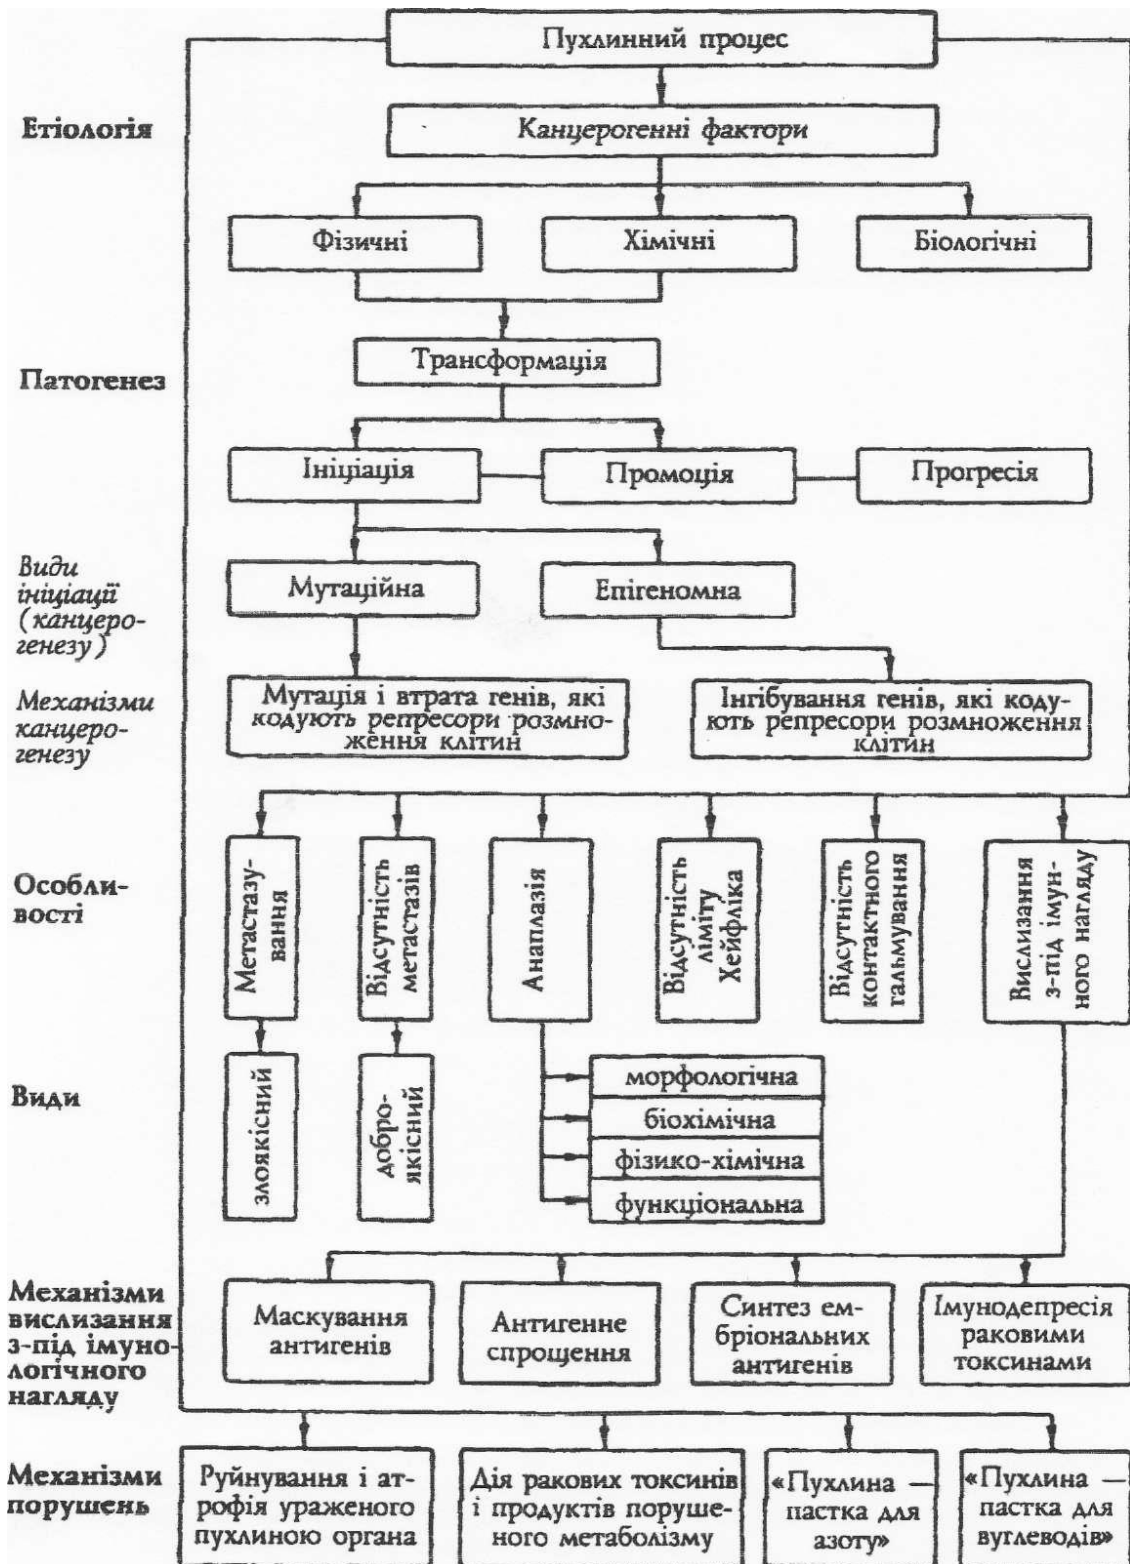 Пухлинний процес
Етіологія
Канцерогенні фактори
Фізичні
Хімічні
Біологічні
Трансформація
Патогенез
Ініціація
Промоція
Прогресія
Види
ініціації
(канцеро-
генезу)
Мутаційна
Епігеномна
Механізми
канцеро-
генезу
Мутація і втрата генів, які
кодують репресори розмно-
ження клітин
Інгібування генів, які коду-
ють репресори розмноження
клітин
Особли-
вості
Метастазу-
вання
Відсутність
метастазів
Анаплазія
Відсутність
ліміту
Хейфліка
Відсутність
контактного
гальмування
Вислизання
з-під імун-
ного нагляду
Види
злоякісний
добро-
якісний
морфологічна
біохімічна
фізико-хімічна
функціональна
Механізми
вислизання
з-під імуно-
логічного
нагляду
Маскування
антигенів
Антигенне
спрощення
Синтез ем-
бріональних
антигенів
Імунодепресія
раковими
токсинами
Механізми
порушень
Руйнування і ат-
рофія ураженого
пухлиною органа
Дія ракових токсинів
і продуктів поруше-
ного метаболізму
«Пухлина —
пастка для
азоту»
«Пухлина —
пастка для
вуглеводів»